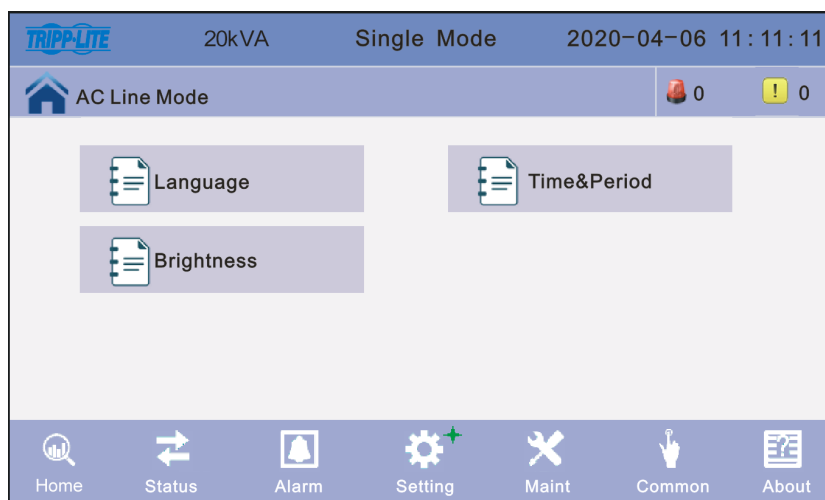 TRIPP·LITE 20kVA Single Mode 2020-04-06 11:11:11
AC Line Mode 0 ! 0
Language Time&Period
Brightness
Home Status Alarm Setting Maint Common About